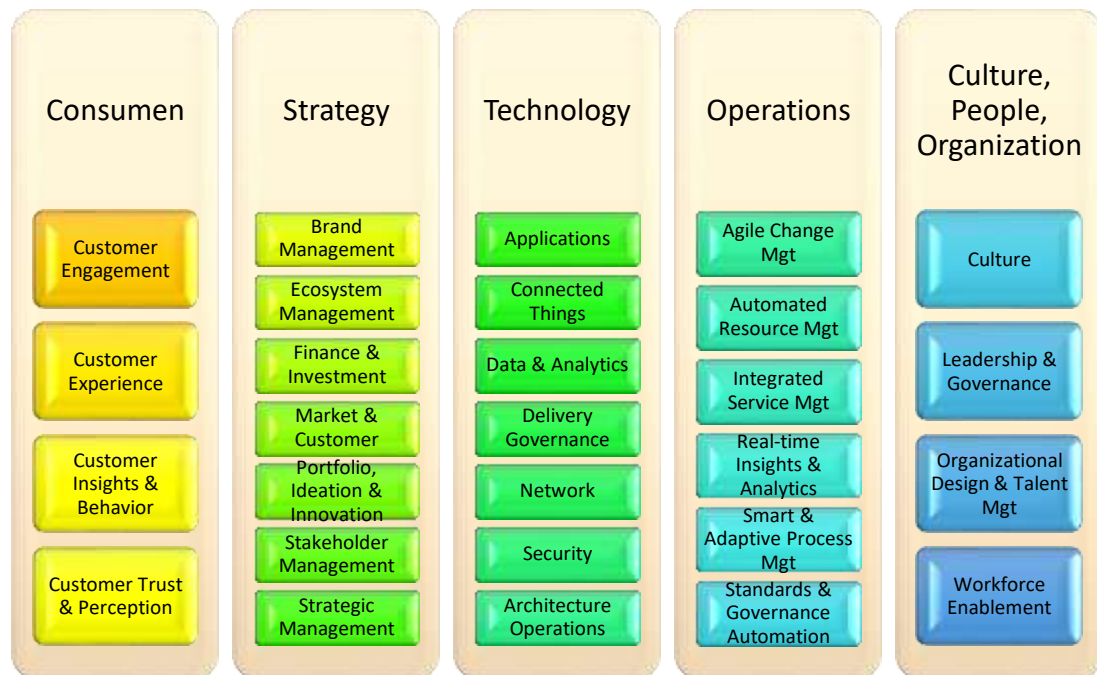 Consumen
Customer
Engagement
Customer
Experience
Customer
Insights &
Behavior
Customer Trust
& Perception
Strategy
Brand
Management
Ecosystem
Management
Finance &
Investment
Market &
Customer
Portfolio,
Ideation &
Innovation
Stakeholder
Management
Strategic
Management
Technology
Applications
Connected
Things
Data & Analytics
Delivery
Governance
Network
Security
Architecture
Operations
Operations
Agile Change
Mgt
Automated
Resource Mgt
Integrated
Service Mgt
Real-time
Insights &
Analytics
Smart &
Adaptive Process
Mgt
Standards &
Governance
Automation
Culture,
People,
Organization
Culture
Leadership &
Governance
Organizational
Design & Talent
Mgt
Workforce
Enablement